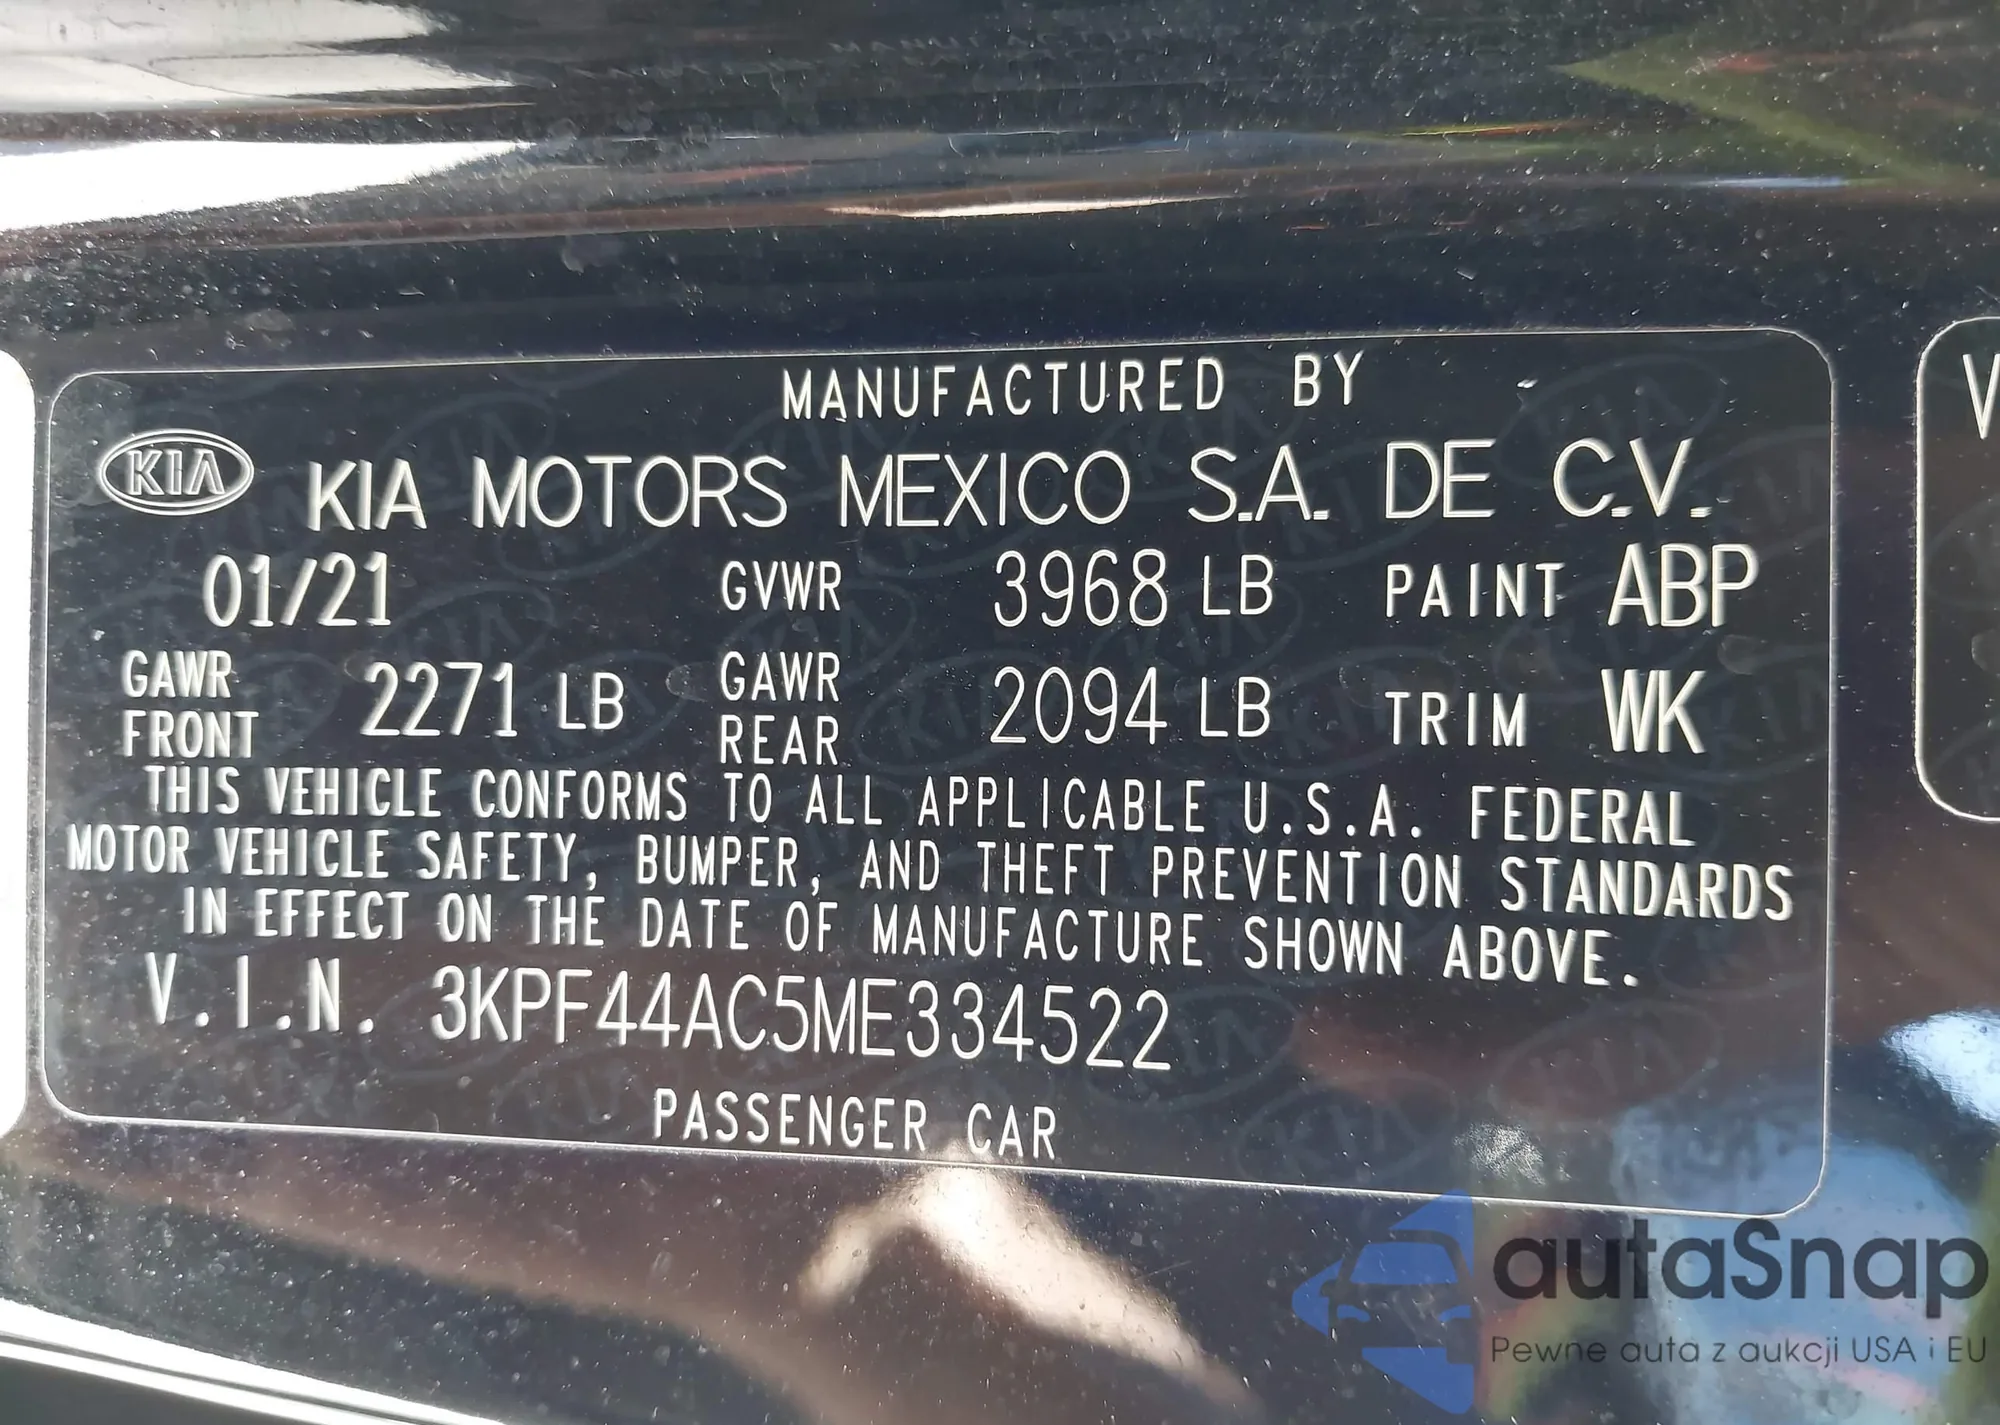 MANUFACTURED BY
KIA KIA MOTORS MEXICO S.A. DE C.V.
01/21 GVWR 3968 LB PAINT ABP
GAWR FRONT 2271 LB GAWR REAR 2094 LB TRIM WK
THIS VEHICLE CONFORMS TO ALL APPLICABLE U.S.A. FEDERAL
MOTOR VEHICLE SAFETY, BUMPER, AND THEFT PREVENTION STANDARDS
IN EFFECT ON THE DATE OF MANUFACTURE SHOWN ABOVE.
V.I.N. 3KPF44AC5ME334522
PASSENGER CAR
V
autaSnap
Pewne auta z aukcji USA i EU